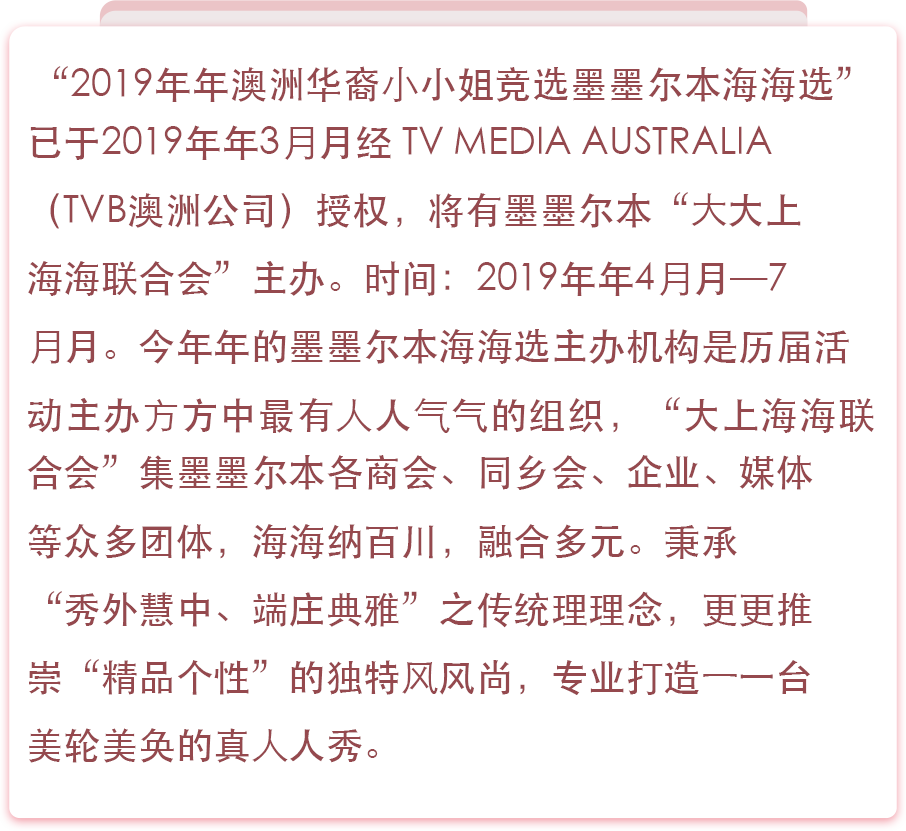 “2019年年澳洲华裔小小姐竞选墨墨尔本海海选”
已于2019年年3月月经 TV MEDIA AUSTRALIA
（TVB澳洲公司）授权，将有墨墨尔本“大大上
海海联合会”主办。时间：2019年年4月月—7
月月。今年年的墨墨尔本海海选主办机构是历届活
动主办方方中最有人人气气的组织，“大上海海联
合会”集墨墨尔本各商会、同乡会、企业、媒体
等众多团体，海海纳百川，融合多元。秉承
“秀外慧中、端庄典雅”之传统理理念，更更推
崇“精品个性”的独特风风尚，专业打造一一台
美轮美奂的真人人秀。